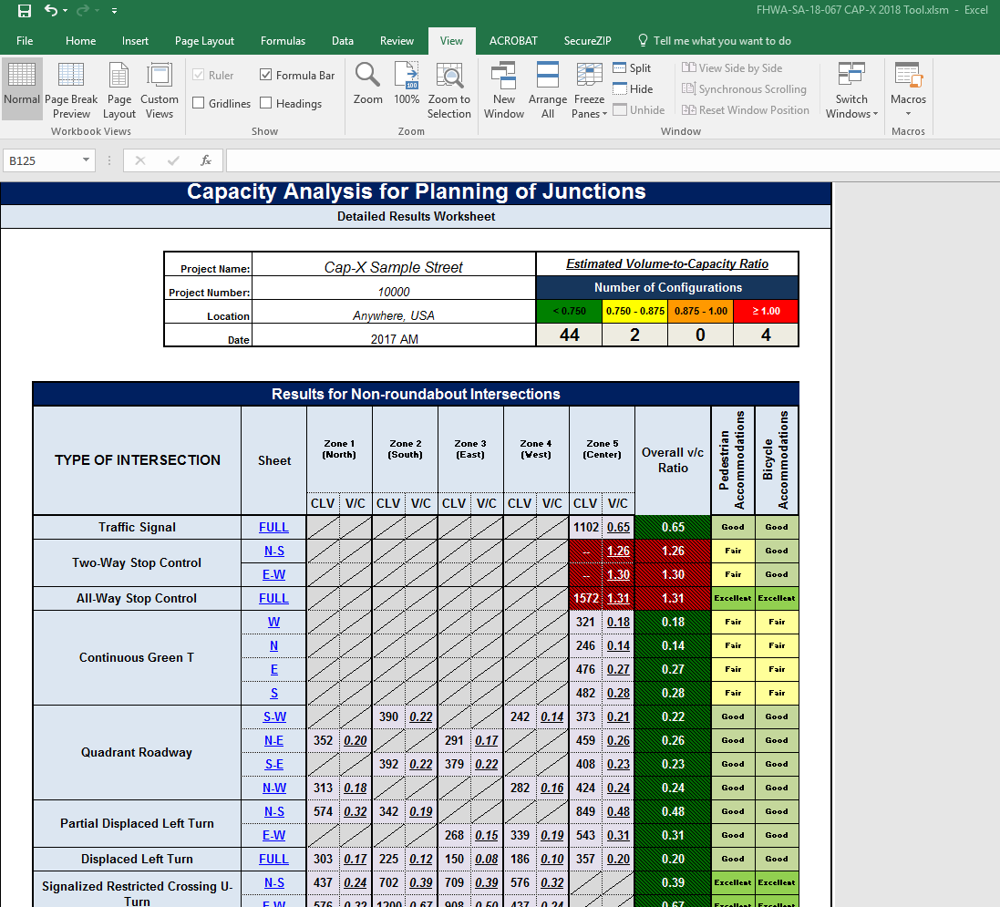 FHWA-SA-18-067 CAP-X 2018 Tool.xlsm - Excel
File Home Insert Page Layout Formulas Data Review View ACROBAT SecureZIP Tell me what you want to do
Normal Page Break Preview Page Layout Custom Views
Workbook Views
Ruler Formula Bar
Gridlines Headings
Show
Zoom 100% Zoom to Selection
Zoom
New Window Arrange All Freeze Panes
Split View Side by Side
Hide Synchronous Scrolling
Unhide Reset Window Position
Switch Windows
Window
Macros
Macros
B125 fx
Capacity Analysis for Planning of Junctions
Detailed Results Worksheet
Project Name: Cap-X Sample Street
Project Number: 10000
Location Anywhere, USA
Date 2017 AM
Estimated Volume-to-Capacity Ratio
Number of Configurations
< 0.750 0.750 - 0.875 0.875 - 1.00 ≥ 1.00
44 2 0 4
Results for Non-roundabout Intersections
TYPE OF INTERSECTION Sheet Zone 1 (North) Zone 2 (South) Zone 3 (East) Zone 4 (West) Zone 5 (Center) Overall v/c Ratio Pedestrian Accommodations Bicycle Accommodations
CLV V/C CLV V/C CLV V/C CLV V/C CLV V/C
Traffic Signal FULL 1102 0.65 0.65 Good Good
Two-Way Stop Control N-S -- 1.26 1.26 Fair Good
E-W -- 1.30 1.30 Fair Good
All-Way Stop Control FULL 1572 1.31 1.31 Excellent Excellent
Continuous Green T W 321 0.18 0.18 Fair Fair
N 246 0.14 0.14 Fair Fair
E 476 0.27 0.27 Fair Fair
S 482 0.28 0.28 Fair Fair
Quadrant Roadway S-W 390 0.22 242 0.14 373 0.21 0.22 Good Good
N-E 352 0.20 291 0.17 459 0.26 0.26 Good Good
S-E 392 0.22 379 0.22 408 0.23 0.23 Good Good
N-W 313 0.18 282 0.16 424 0.24 0.24 Good Good
Partial Displaced Left Turn N-S 574 0.32 342 0.19 849 0.48 0.48 Good Good
E-W 268 0.15 339 0.19 543 0.31 0.31 Good Good
Displaced Left Turn FULL 303 0.17 225 0.12 150 0.08 186 0.10 357 0.20 0.20 Good Good
Signalized Restricted Crossing U-Turn N-S 437 0.24 702 0.39 709 0.39 576 0.32 0.39 Excellent Excellent
E-W 576 0.32 1200 0.67 908 0.50 437 0.24 0.67 Excellent Excellent